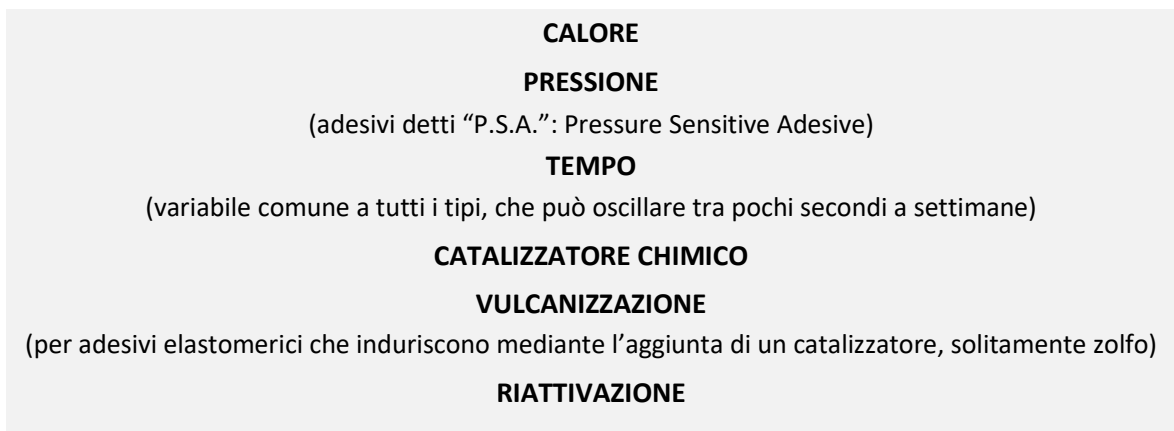 CALORE
PRESSIONE
(adesivi detti “P.S.A.”: Pressure Sensitive Adesive)
TEMPO
(variabile comune a tutti i tipi, che può oscillare tra pochi secondi a settimane)
CATALIZZATORE CHIMICO
VULCANIZZAZIONE
(per adesivi elastomerici che induriscono mediante l’aggiunta di un catalizzatore, solitamente zolfo)
RIATTIVAZIONE